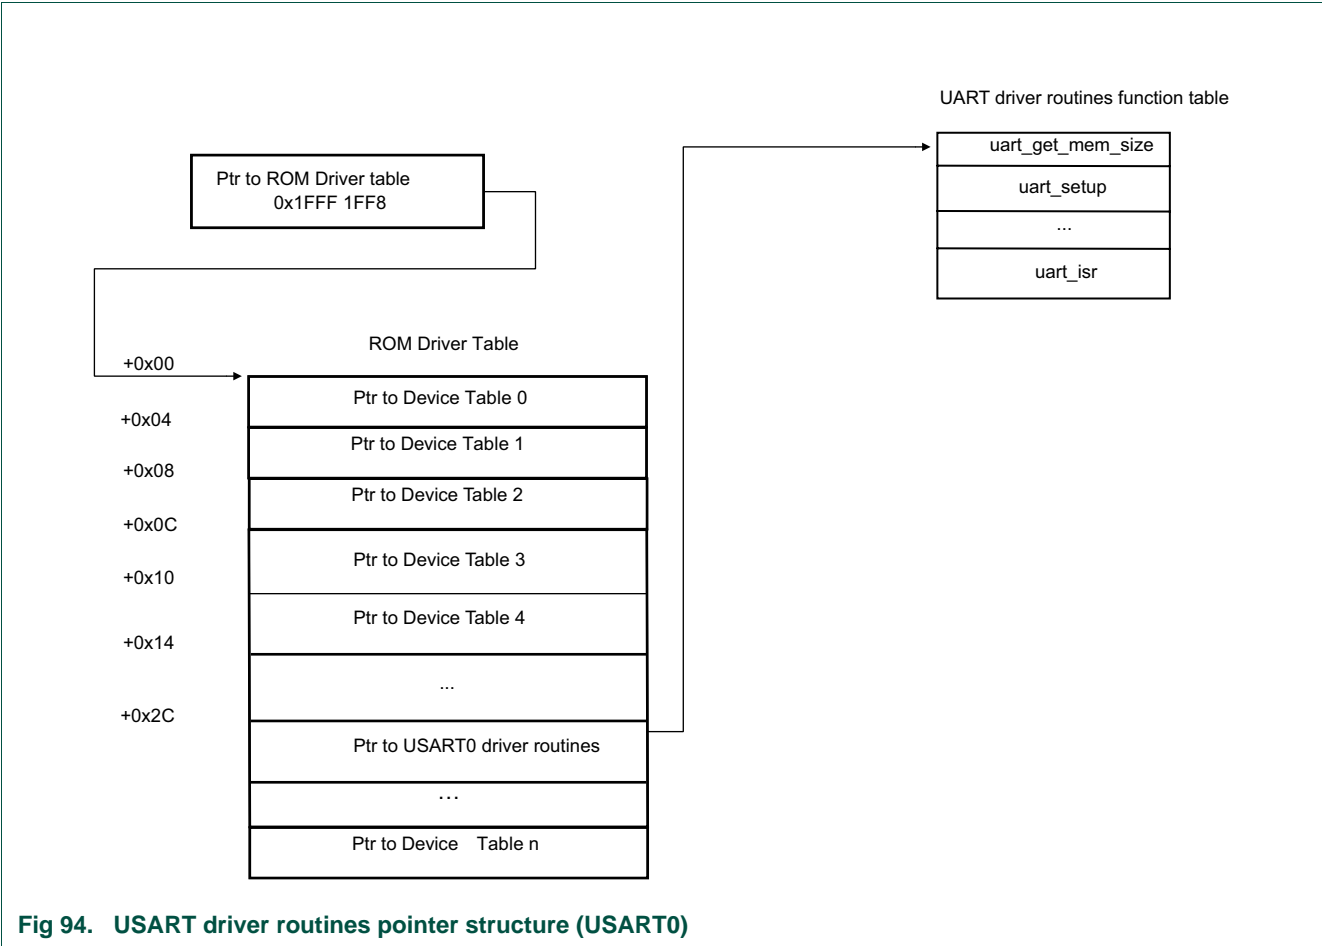 UART driver routines function table
uart_get_mem_size
uart_setup
...
uart_isr
Ptr to ROM Driver table
0x1FFF 1FF8
ROM Driver Table
+0x00
Ptr to Device Table 0
+0x04
Ptr to Device Table 1
+0x08
Ptr to Device Table 2
+0x0C
Ptr to Device Table 3
+0x10
Ptr to Device Table 4
+0x14
...
+0x2C
Ptr to USART0 driver routines
...
Ptr to Device Table n
Fig 94. USART driver routines pointer structure (USART0)